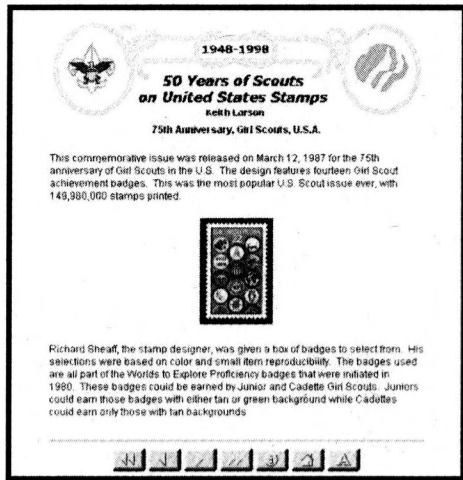 1948-1998
50 Years of Scouts
on United States Stamps
Keith Larson
75th Anniversary, Girl Scouts, U.S.A.
This commemorative issue was released on March 12, 1987 for the 75th
anniversary of Girl Scouts in the U.S. The design features fourteen Girl Scout
achievement badges. This was the most popular U.S. Scout issue ever, with
149,980,000 stamps printed.
Richard Sheaff, the stamp designer, was given a box of badges to select from. His
selections were based on color and small item reproducibility. The badges used
are all part of the Worlds to Explore Proficiency badges that were initiated in
1980. These badges could be earned by Junior and Cadette Girl Scouts. Juniors
could earn those badges with either tan or green background while Cadettes
could earn only those with tan backgrounds